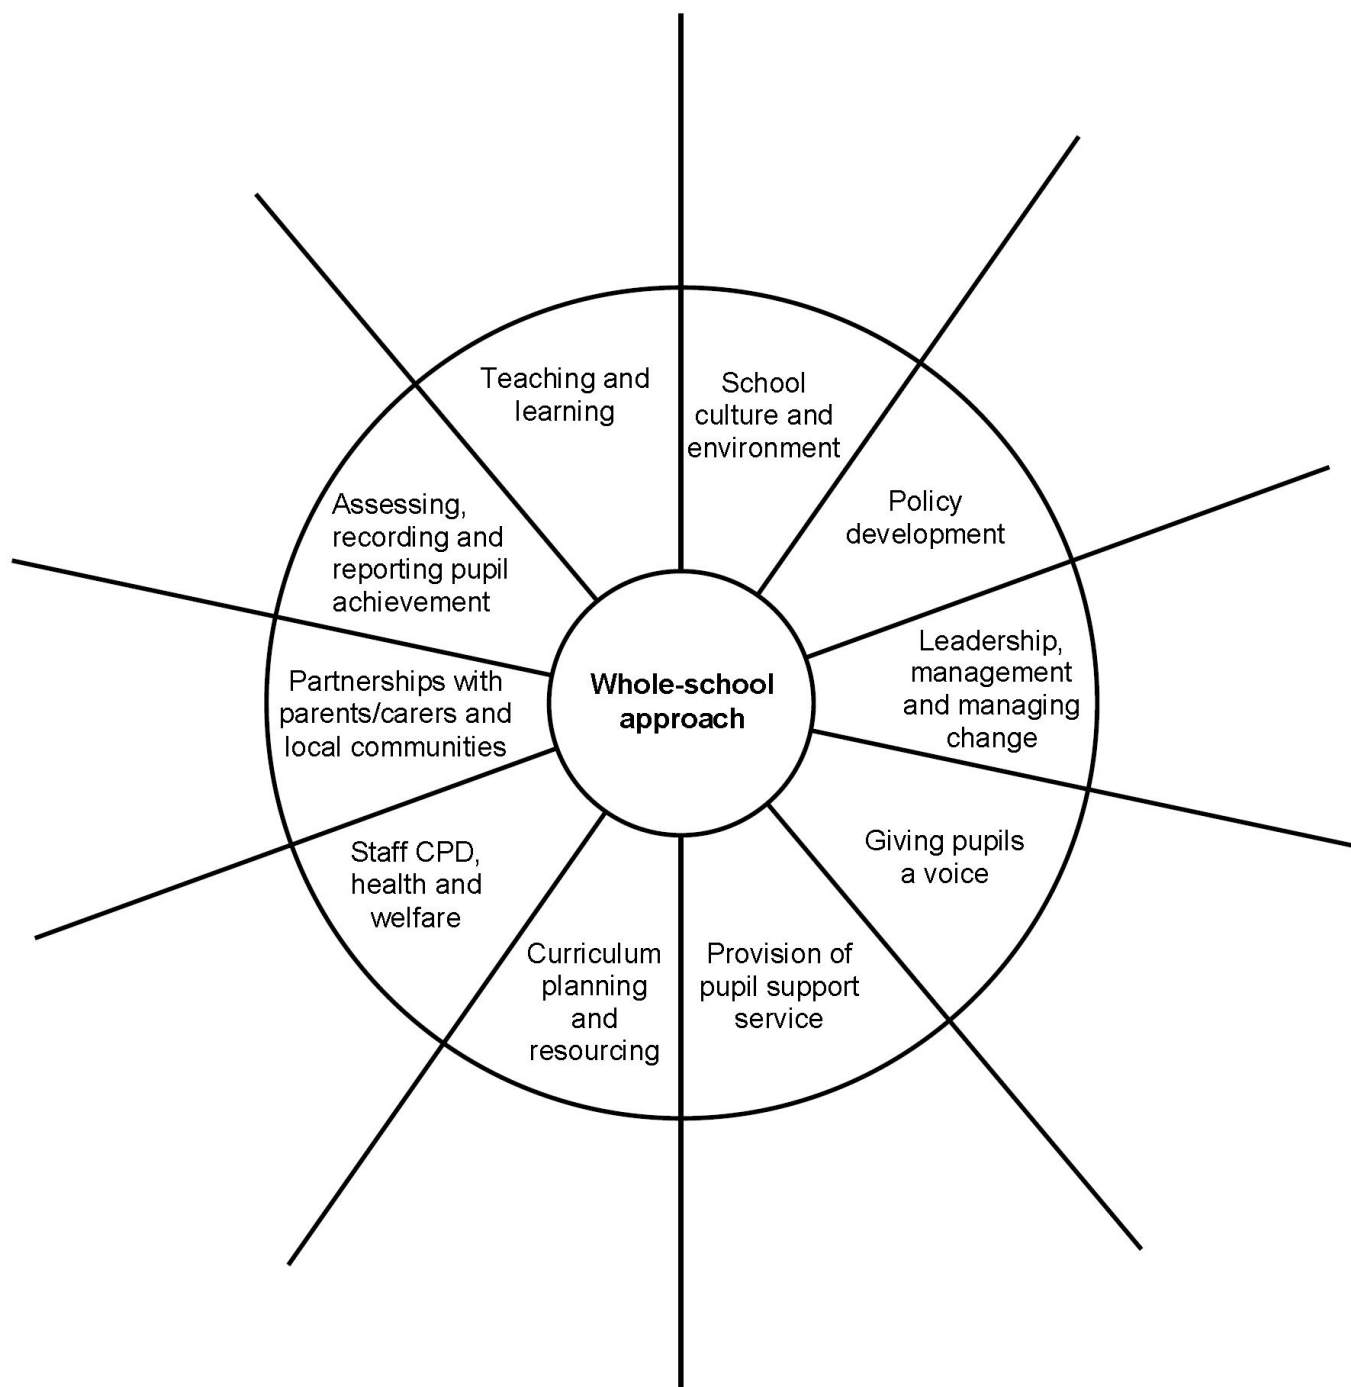 Whole-school
approach
School
culture and
environment
Policy
development
Leadership,
management
and managing
change
Giving pupils
a voice
Provision of
pupil support
service
Curriculum
planning
and
resourcing
Staff CPD,
health and
welfare
Partnerships with
parents/carers and
local communities
Assessing,
recording and
reporting pupil
achievement
Teaching and
learning